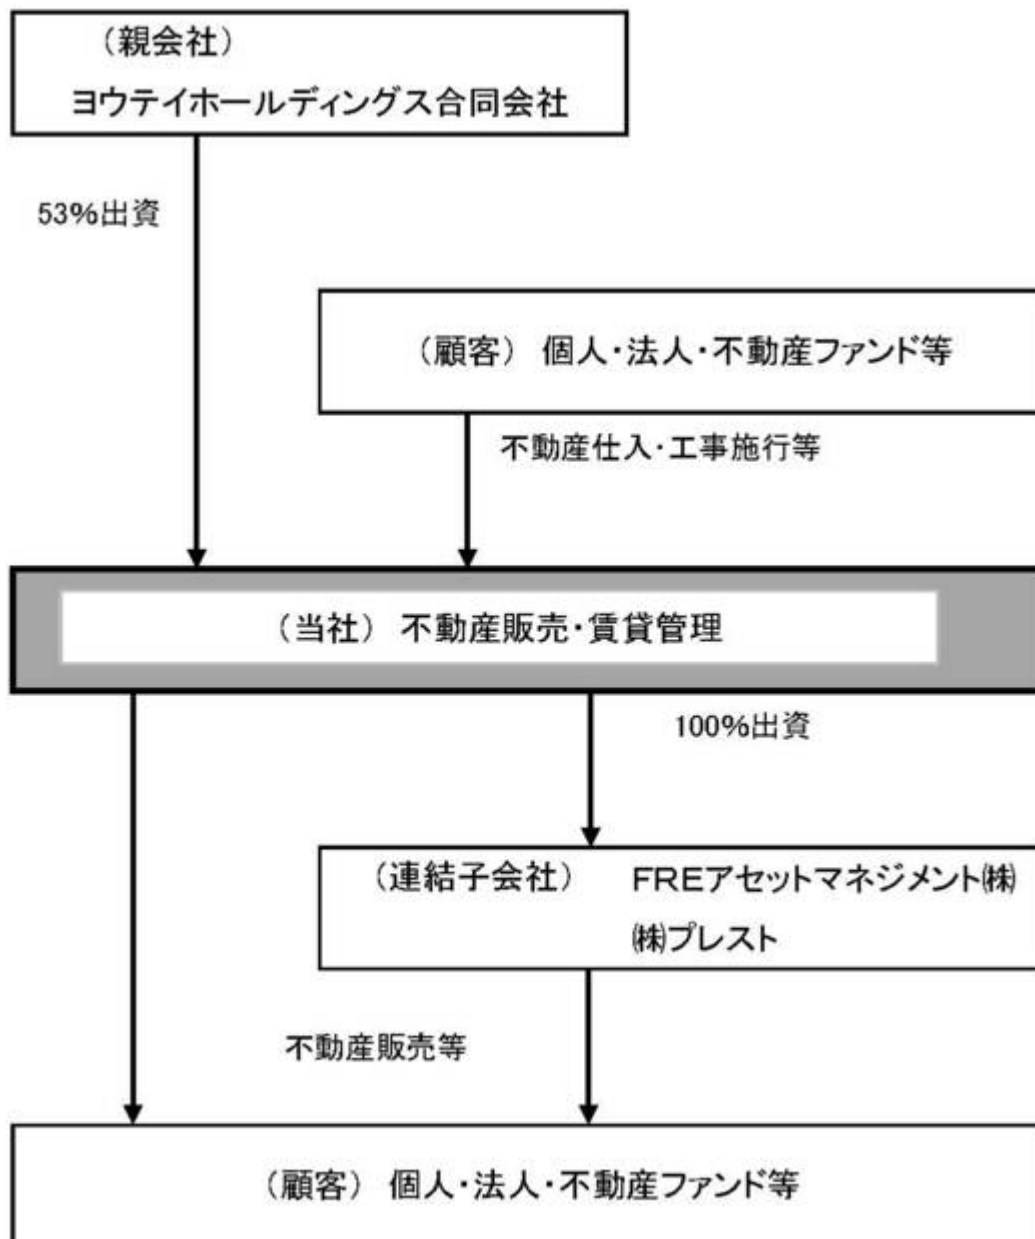 （親会社）
ヨウテイホールディングス合同会社
53%出資
（顧客） 個人・法人・不動産ファンド等
不動産仕入・工事施行等
（当社） 不動産販売・賃貸管理
100%出資
（連結子会社） FREアセットマネジメント㈱
㈱プレスト
不動産販売等
（顧客） 個人・法人・不動産ファンド等